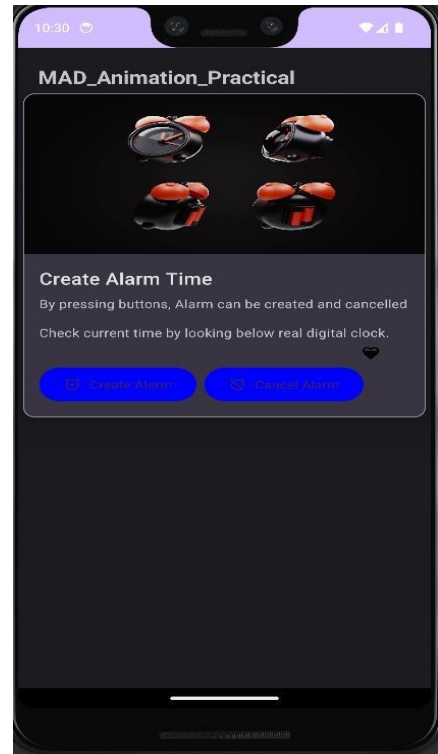 10:30
MAD_Animation_Practical
Create Alarm Time
By pressing buttons, Alarm can be created and cancelled
Check current time by looking below real digital clock.
Create Alarm
Cancel Alarm